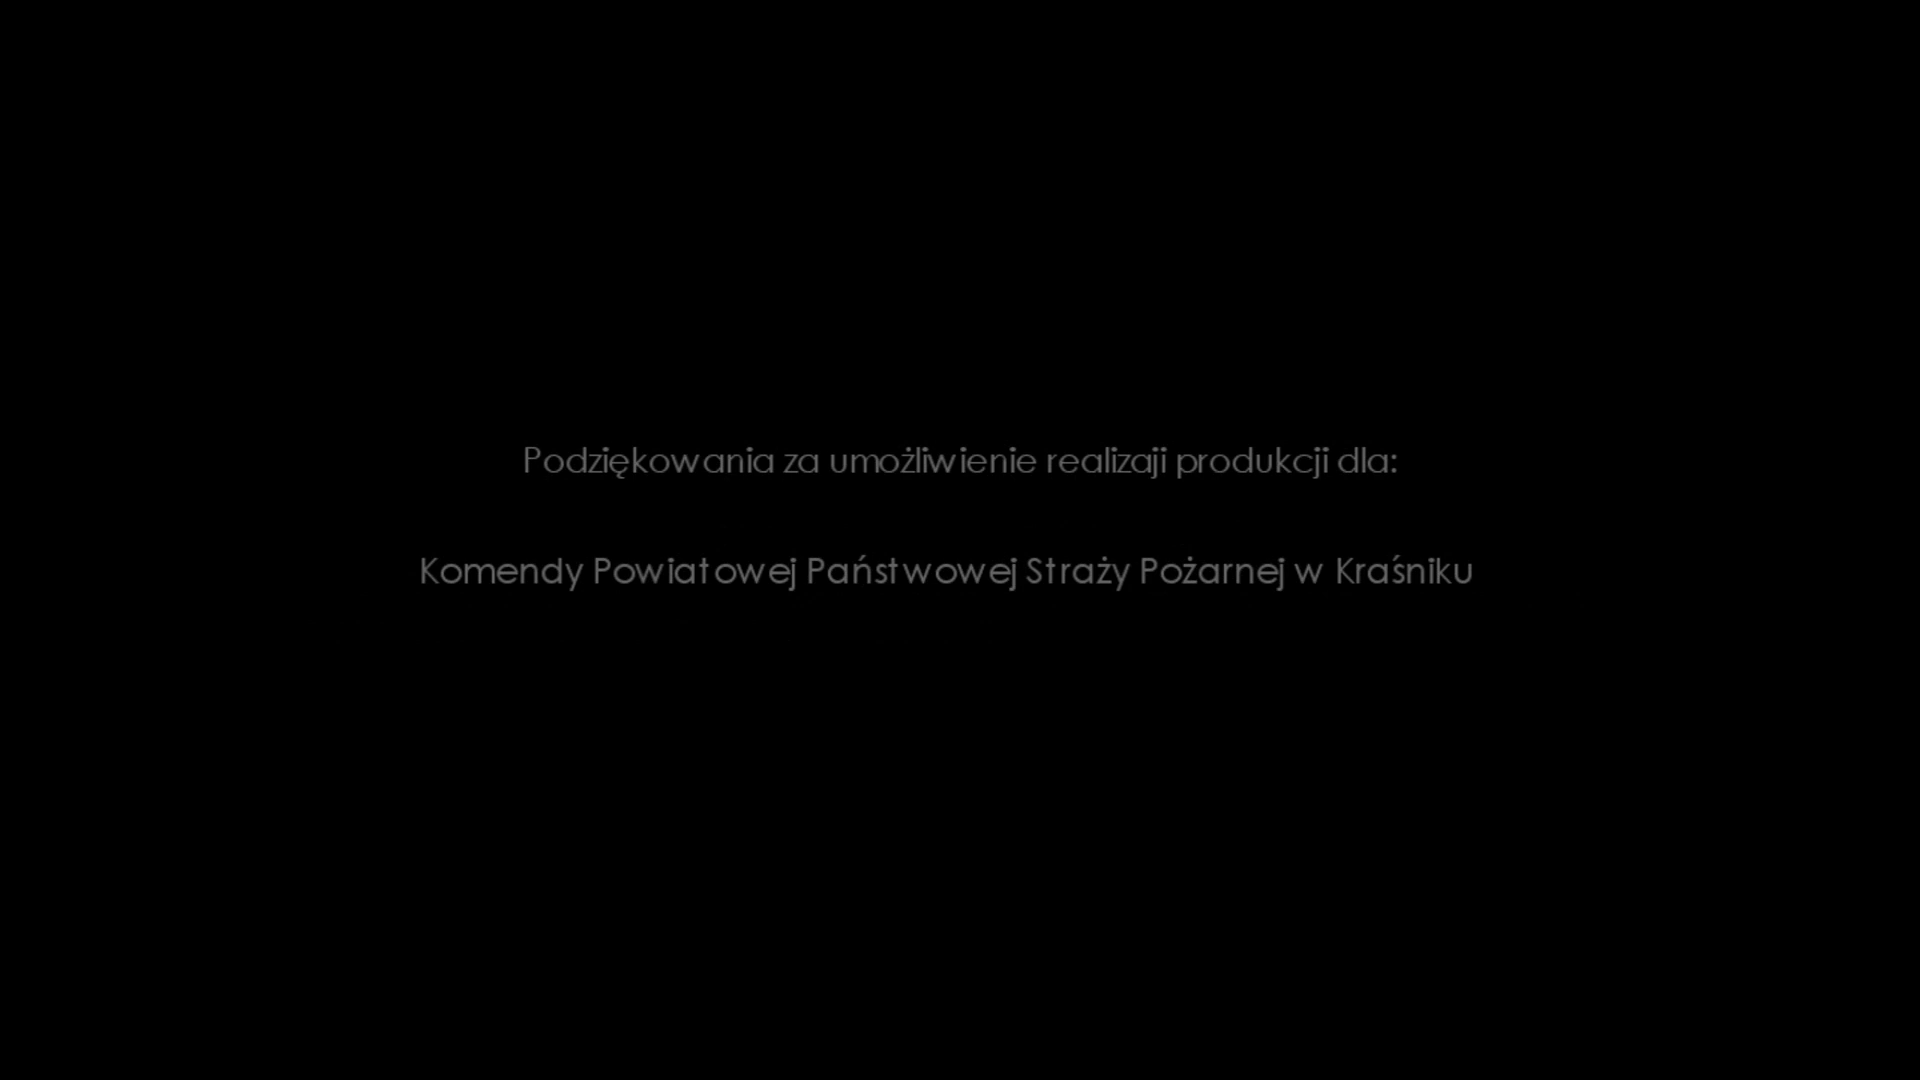 Podziękowania za umożliwienie realizaji produkcji dla:
Komendy Powiatowej Państwowej Straży Pożarnej w Kraśniku